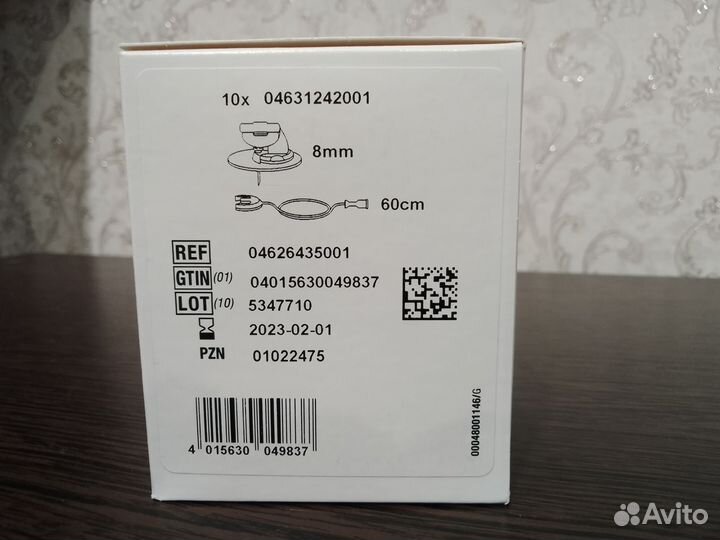 10x 04631242001
8mm
60cm
REF 04626435001
GTIN (01) 04015630049837
LOT (10) 5347710
2023-02-01
PZN 01022475
4 015630 049837
00048001146/G
Avito